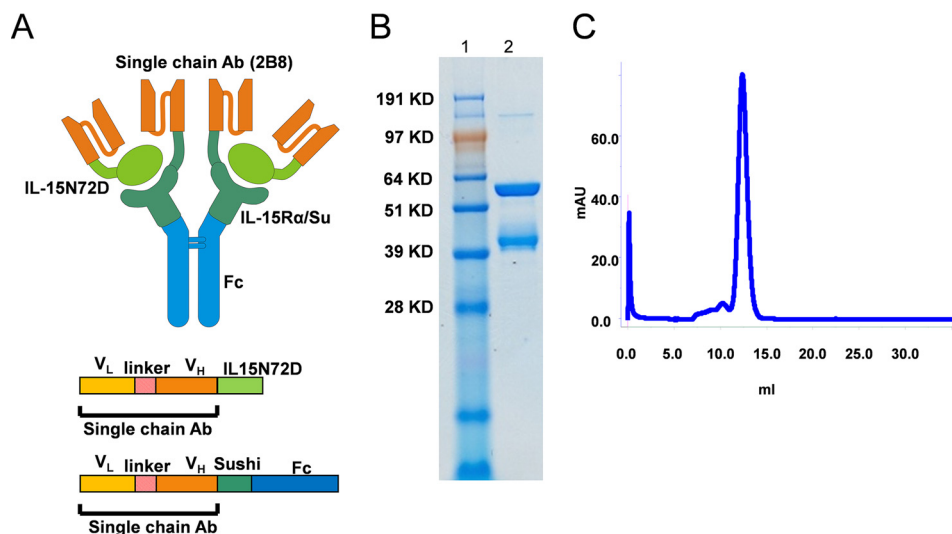 A
Single chain Ab (2B8)
IL-15N72D
IL-15Rα/Su
Fc
VL linker VH IL15N72D
Single chain Ab
VL linker VH Sushi Fc
Single chain Ab
B
1 2
191 KD
97 KD
64 KD
51 KD
39 KD
28 KD
C
mAU
60.0
40.0
20.0
0.0
0.0 5.0 10.0 15.0 20.0 25.0 30.0
ml